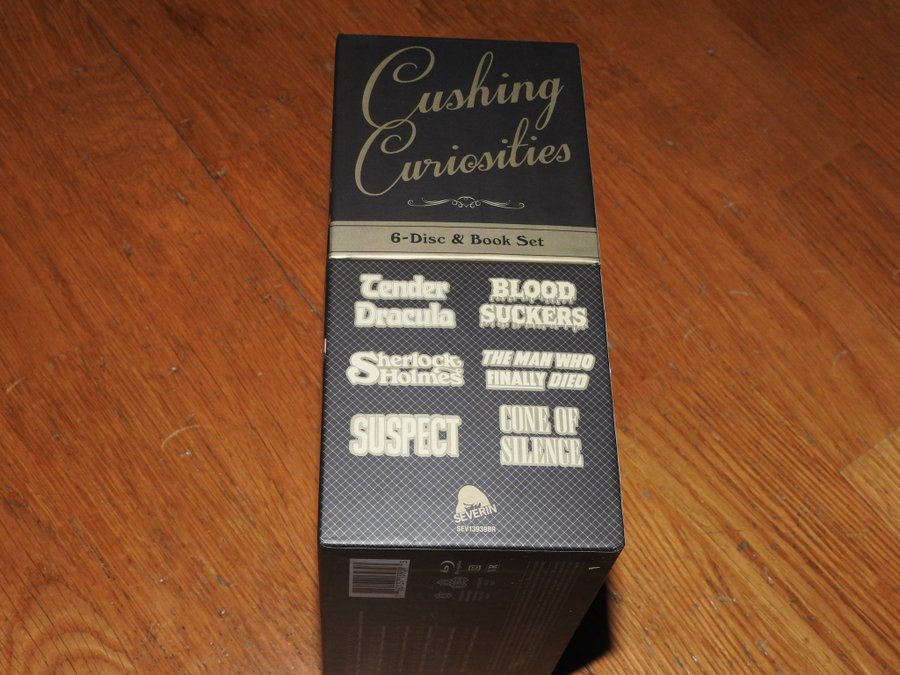 Cushing
Curiosities
6-Disc & Book Set
Tender
Dracula
BLOOD
SUCKERS
Sherlock
Holmes
THE MAN WHO
FINALLY DIED
SUSPECT
CONE OF
SILENCE
SEVERIN
SEV13938BR